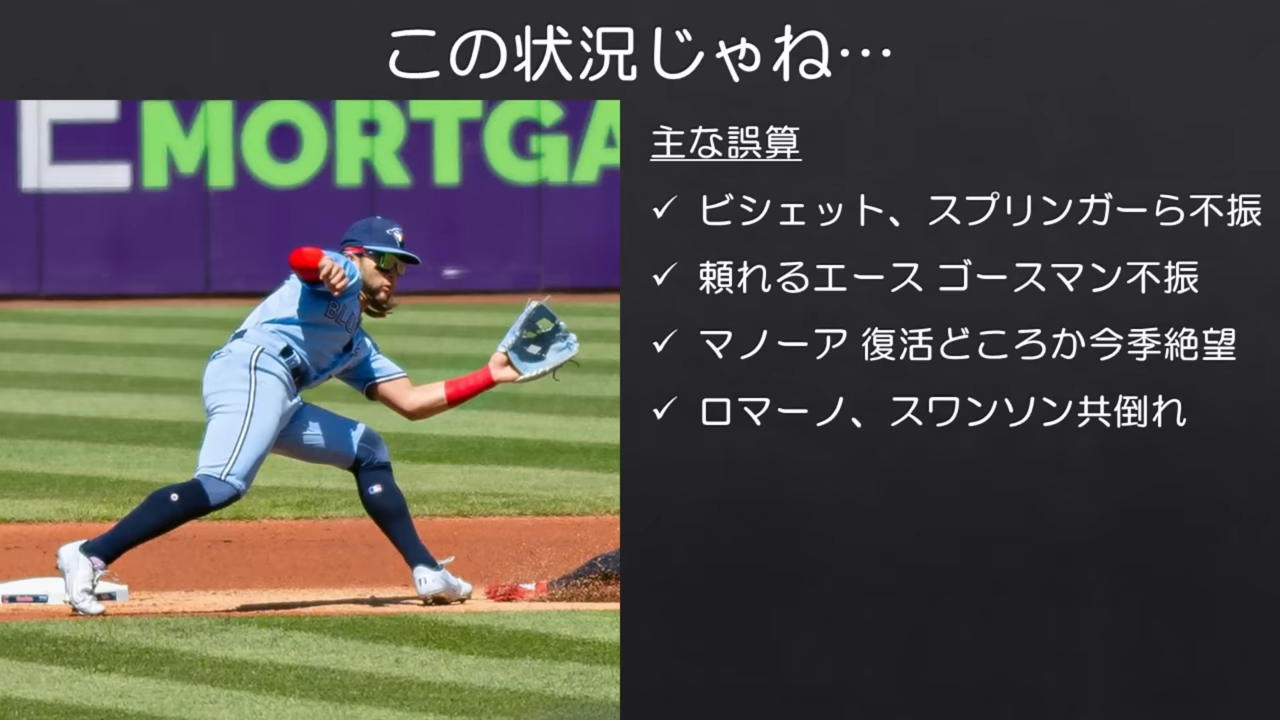 この状況じゃね…
EMORTGA
主な誤算
✓ ビシェット、スプリンガーら不振
✓ 頼れるエース ゴースマン不振
✓ マノーア 復活どころか今季絶望
✓ ロマーノ、スワンソン共倒れ
BLU